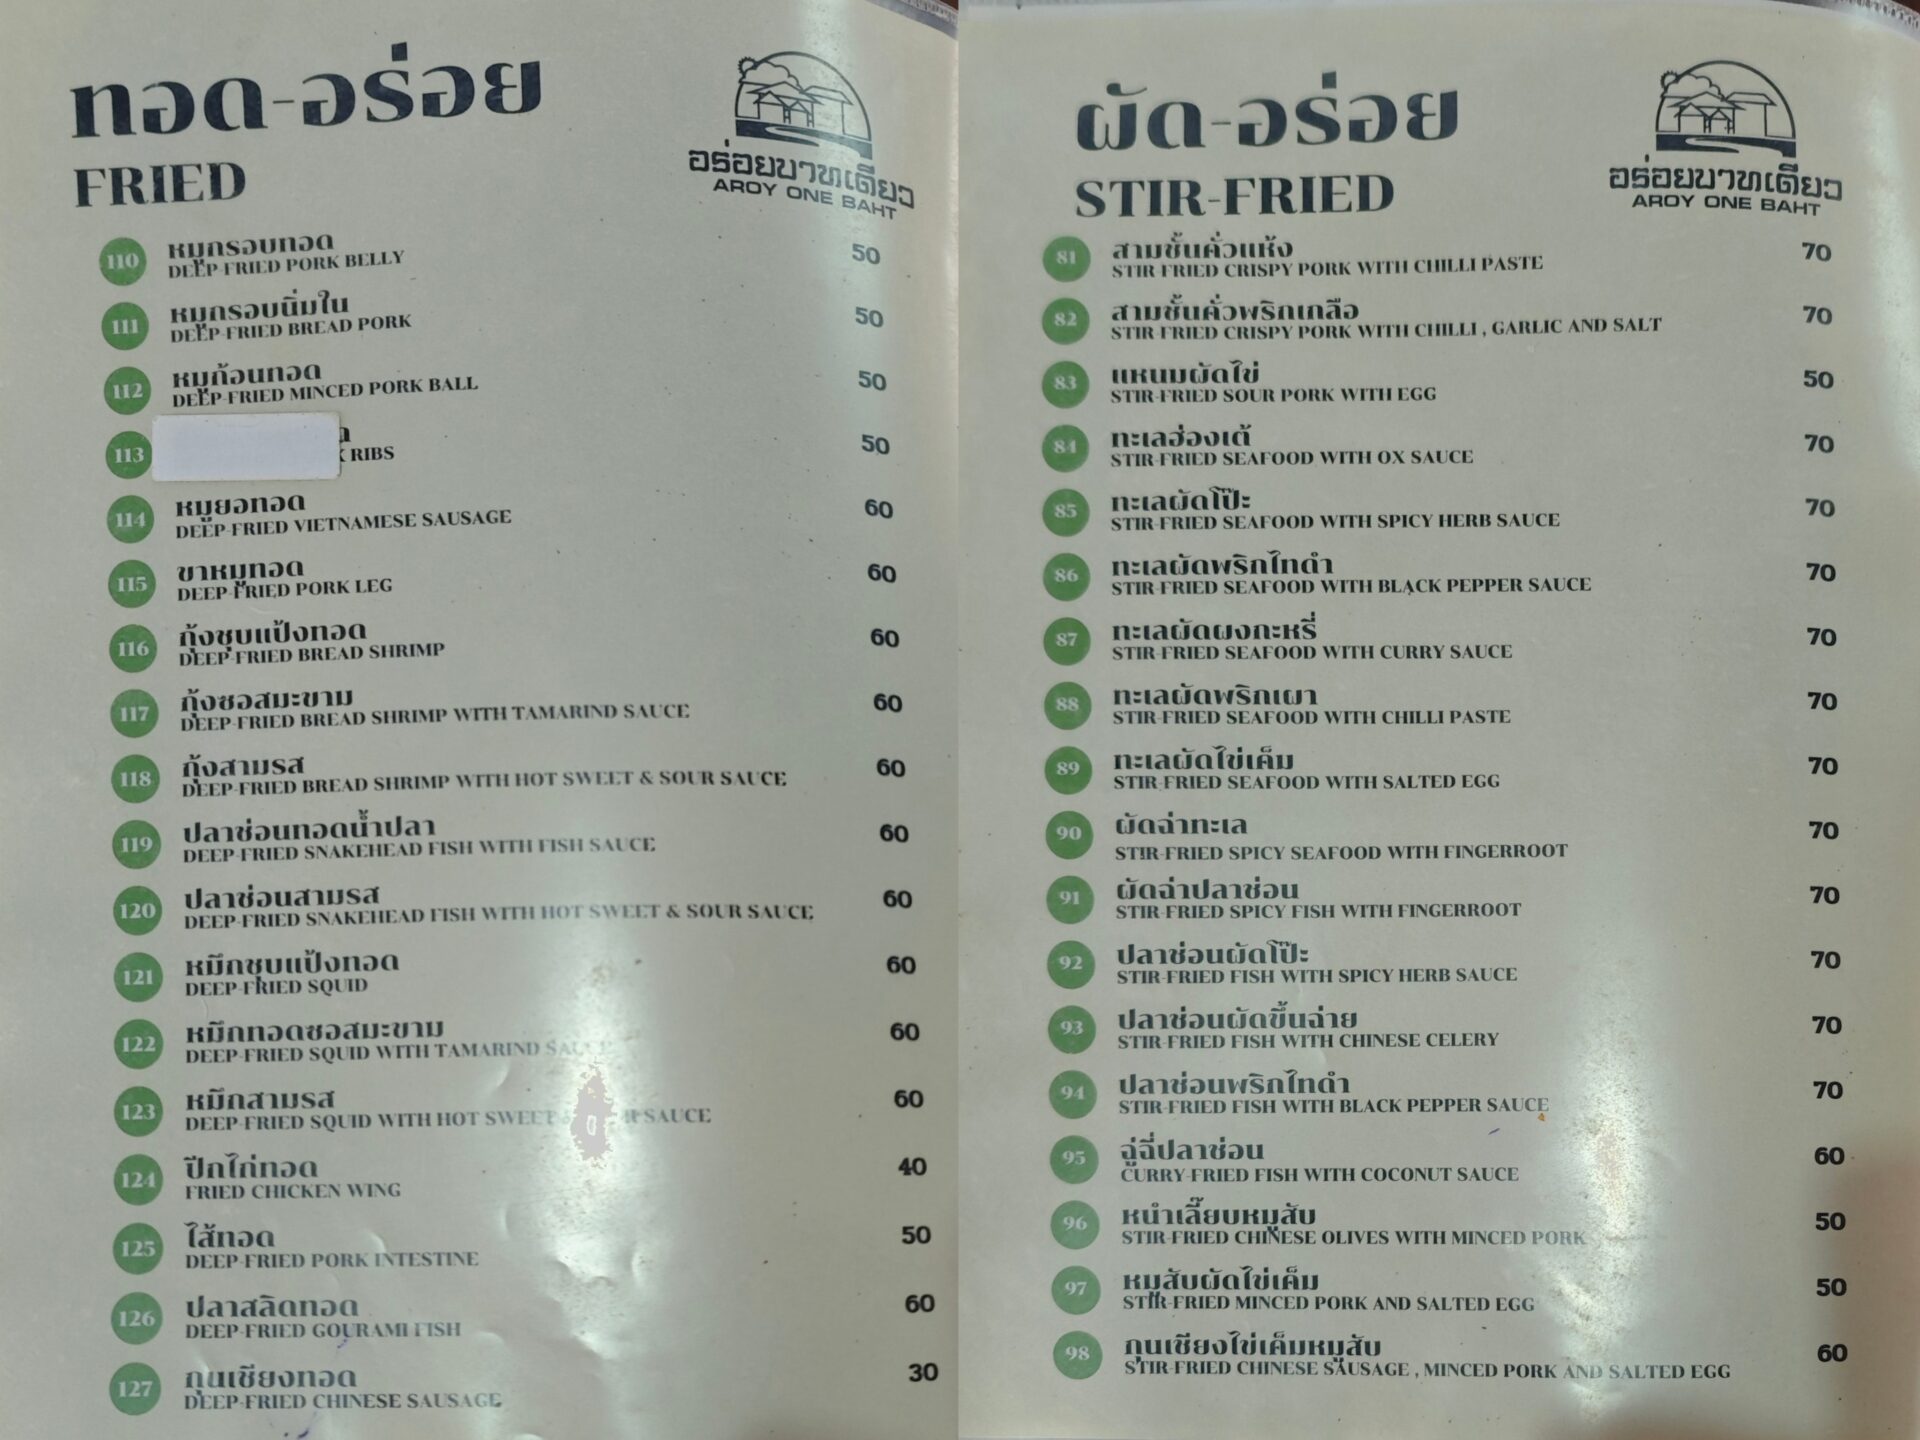 ทอด-อร่อย
FRIED
อร่อยบาทเดียว
AROY ONE BAHT
110 หมูกรอบทอด 50
DEEP-FRIED PORK BELLY
111 หมูกรอบนิ่มใน 50
DEEP-FRIED BREAD PORK
112 หมูก้อนทอด 50
DEEP-FRIED MINCED PORK BALL
113 50
RIBS
114 หมูยอทอด 60
DEEP-FRIED VIETNAMESE SAUSAGE
115 ขาหมูทอด 60
DEEP-FRIED PORK LEG
116 กุ้งชุบแป้งทอด 60
DEEP-FRIED BREAD SHRIMP
117 กุ้งซอสมะขาม 60
DEEP-FRIED BREAD SHRIMP WITH TAMARIND SAUCE
118 กุ้งสามรส 60
DEEP-FRIED BREAD SHRIMP WITH HOT SWEET & SOUR SAUCE
119 ปลาช่อนทอดน้ำปลา 60
DEEP-FRIED SNAKEHEAD FISH WITH FISH SAUCE
120 ปลาช่อนสามรส 60
DEEP-FRIED SNAKEHEAD FISH WITH HOT SWEET & SOUR SAUCE
121 หมึกชุบแป้งทอด 60
DEEP-FRIED SQUID
122 หมึกทอดซอสมะขาม 60
DEEP-FRIED SQUID WITH TAMARIND SAUCE
123 หมึกสามรส 60
DEEP-FRIED SQUID WITH HOT SWEET SAUCE
124 ปีกไก่ทอด 40
FRIED CHICKEN WING
125 ไส้ทอด 50
DEEP-FRIED PORK INTESTINE
126 ปลาสลิดทอด 60
DEEP-FRIED GOURAMI FISH
127 กุนเชียงทอด 30
DEEP-FRIED CHINESE SAUSAGE
ผัด-อร่อย
STIR-FRIED
อร่อยบาทเดียว
AROY ONE BAHT
81 สามชั้นคั่วแห้ง 70
STIR-FRIED CRISPY PORK WITH CHILLI PASTE
82 สามชั้นคั่วพริกเกลือ 70
STIR-FRIED CRISPY PORK WITH CHILLI , GARLIC AND SALT
83 แหนมผัดไข่ 50
STIR-FRIED SOUR PORK WITH EGG
84 ทะเลฮ่องเต้ 70
STIR-FRIED SEAFOOD WITH OX SAUCE
85 ทะเลผัดโป๊ะ 70
STIR-FRIED SEAFOOD WITH SPICY HERB SAUCE
86 ทะเลผัดพริกไทดำ 70
STIR-FRIED SEAFOOD WITH BLACK PEPPER SAUCE
87 ทะเลผัดผงกะหรี่ 70
STIR-FRIED SEAFOOD WITH CURRY SAUCE
88 ทะเลผัดพริกเผา 70
STIR-FRIED SEAFOOD WITH CHILLI PASTE
89 ทะเลผัดไข่เค็ม 70
STIR-FRIED SEAFOOD WITH SALTED EGG
90 ผัดฉ่าทะเล 70
STIR-FRIED SPICY SEAFOOD WITH FINGERROOT
91 ผัดฉ่าปลาช่อน 70
STIR-FRIED SPICY FISH WITH FINGERROOT
92 ปลาช่อนผัดโป๊ะ 70
STIR-FRIED FISH WITH SPICY HERB SAUCE
93 ปลาช่อนผัดขึ้นฉ่าย 70
STIR-FRIED FISH WITH CHINESE CELERY
94 ปลาช่อนพริกไทดำ 70
STIR-FRIED FISH WITH BLACK PEPPER SAUCE
95 ฉู่ฉี่ปลาช่อน 60
CURRY-FRIED FISH WITH COCONUT SAUCE
96 หนำเลี๊ยบหมูสับ 50
STIR-FRIED CHINESE OLIVES WITH MINCED PORK
97 หมูสับผัดไข่เค็ม 50
STIR-FRIED MINCED PORK AND SALTED EGG
98 กุนเชียงไข่เค็มหมูสับ 60
STIR-FRIED CHINESE SAUSAGE , MINCED PORK AND SALTED EGG